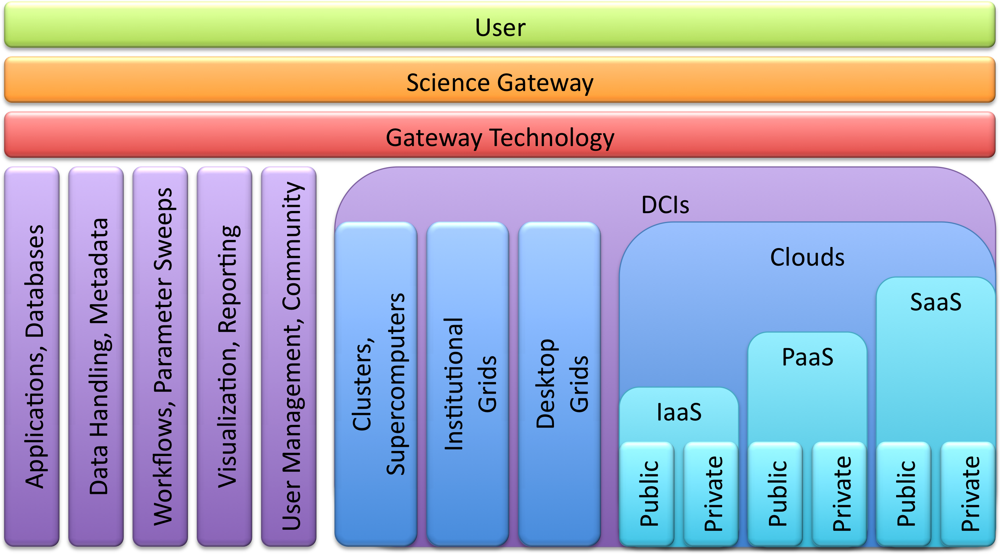 User
Science Gateway
Gateway Technology
Applications, Databases
Data Handling, Metadata
Workflows, Parameter Sweeps
Visualization, Reporting
User Management, Community
DCIs
Clusters,
Supercomputers
Institutional
Grids
Desktop
Grids
Clouds
IaaS
Public
Private
PaaS
Public
Private
SaaS
Public
Private